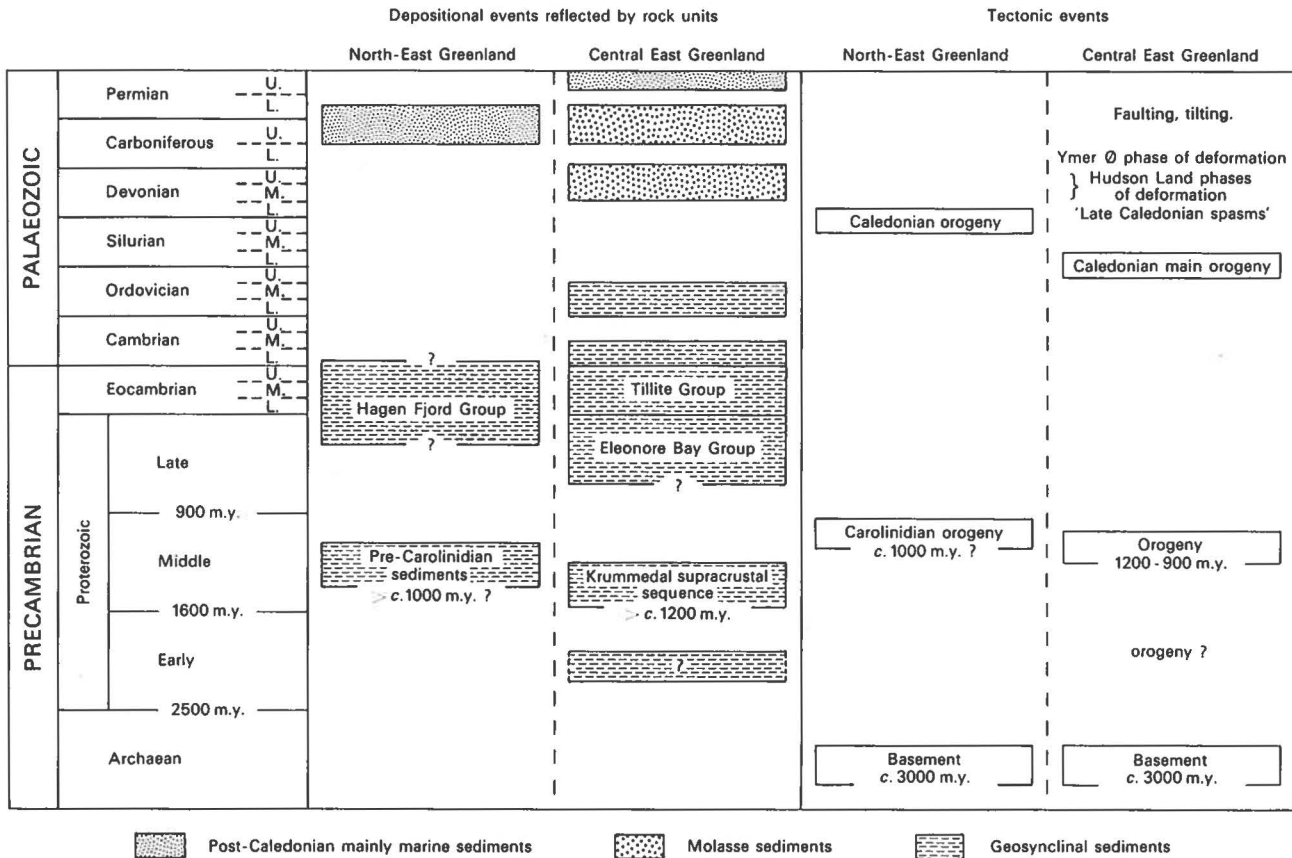 Depositional events reflected by rock units
Tectonic events
North-East Greenland
Central East Greenland
North-East Greenland
Central East Greenland
PALAEOZOIC
Permian
U.
L.
Carboniferous
U.
L.
Devonian
U.
M.
L.
Silurian
U.
M.
L.
Ordovician
U.
M.
L.
Cambrian
U.
M.
L.
PRECAMBRIAN
Eocambrian
U.
M.
L.
Proterozoic
Late
900 m.y.
Middle
1600 m.y.
Early
2500 m.y.
Archaean
?
Hagen Fjord Group
?
Pre-Carolinidian
sediments
> c. 1000 m.y. ?
Tillite Group
Eleonore Bay Group
?
Krummedal supracrustal
sequence
> c. 1200 m.y.
?
Caledonian orogeny
Carolinidian orogeny
c. 1000 m.y. ?
Basement
c. 3000 m.y.
Faulting, tilting.
Ymer Ø phase of deformation
} Hudson Land phases
of deformation
'Late Caledonian spasms'
Caledonian main orogeny
Orogeny
1200 - 900 m.y.
orogeny ?
Basement
c. 3000 m.y.
Post-Caledonian mainly marine sediments
Molasse sediments
Geosynclinal sediments